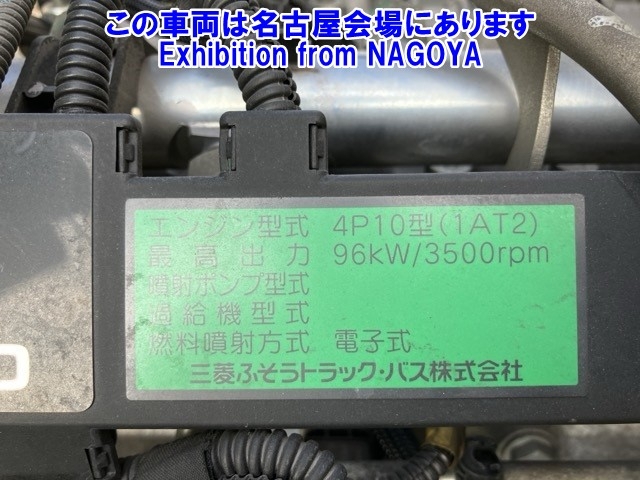 この車両は名古屋会場にあります
Exhibition from NAGOYA
エンジン型式 4P10型(1AT2)
最高出力 96kW/3500rpm
噴射ポンプ型式
過給機型式
燃料噴射方式 電子式
三菱ふそうトラック・バス株式会社